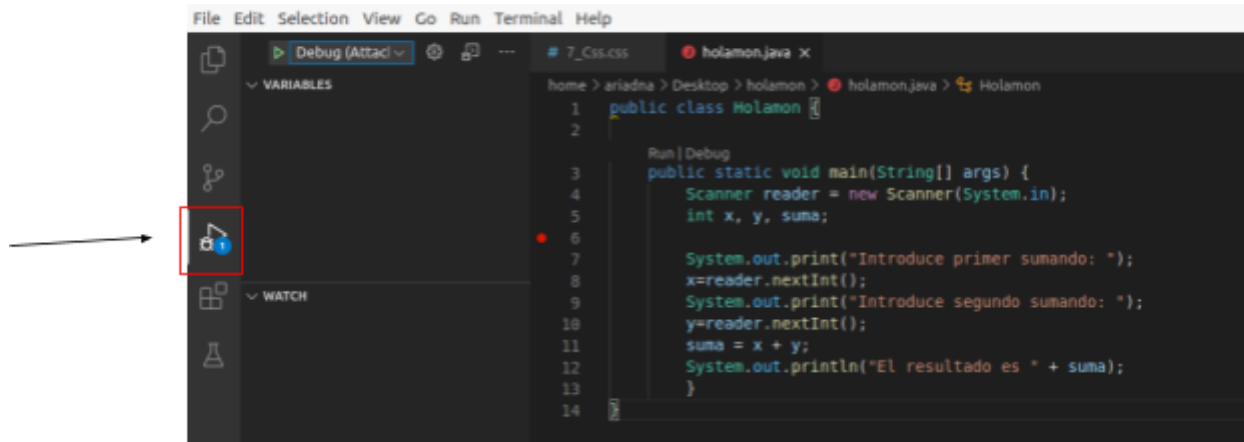 File Edit Selection View Go Run Terminal Help
Debug (Attacl
# 7_Css.css
holamon.java ×
VARIABLES
home > ariadna > Desktop > holamon > holamon.java > Holamon
1 public class Holamon {
2
Run | Debug
3 public static void main(String[] args) {
4 Scanner reader = new Scanner(System.in);
5 int x, y, suma;
6
7 System.out.print("Introduce primer sumando: ");
8 x=reader.nextInt();
9 System.out.print("Introduce segundo sumando: ");
10 y=reader.nextInt();
11 suma = x + y;
12 System.out.println("El resultado es " + suma);
13 }
14 }
1
WATCH